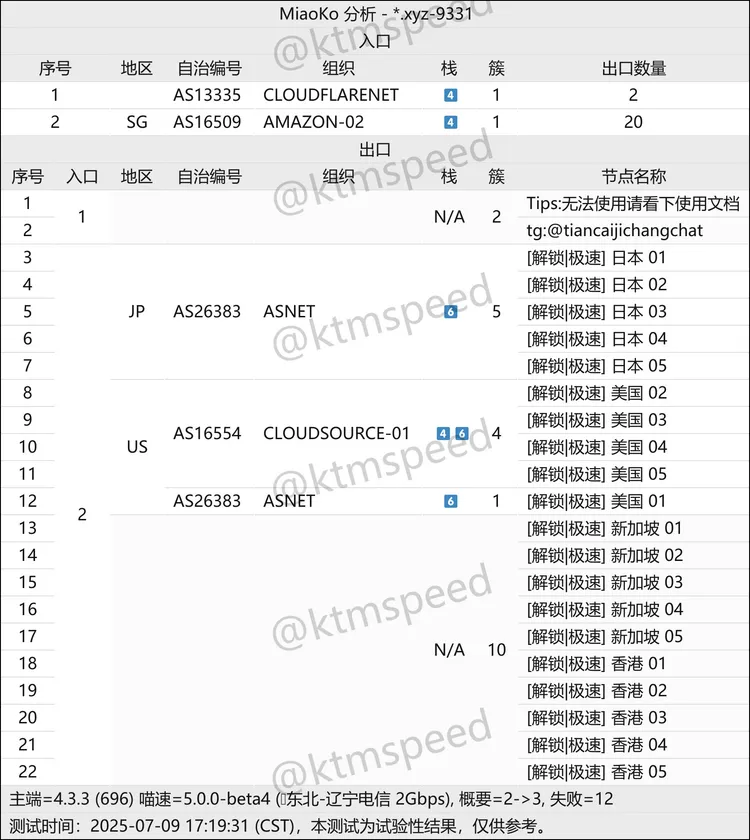 MiaoKo 分析 - *.xyz-9331
入口
序号 地区 自治编号 组织 栈 簇 出口数量
1 AS13335 CLOUDFLARENET 4 1 2
2 SG AS16509 AMAZON-02 4 1 20
出口
序号 入口 地区 自治编号 组织 栈 簇 节点名称
1 Tips:无法使用请看下使用文档
1 N/A 2
2 tg:@tiancaijichangchat
3 [解锁|极速] 日本 01
4 [解锁|极速] 日本 02
5 JP AS26383 ASNET 6 5 [解锁|极速] 日本 03
6 [解锁|极速] 日本 04
7 [解锁|极速] 日本 05
8 [解锁|极速] 美国 02
9 [解锁|极速] 美国 03
AS16554 CLOUDSOURCE-01 4 6 4
10 US [解锁|极速] 美国 04
11 [解锁|极速] 美国 05
12 AS26383 ASNET 6 1 [解锁|极速] 美国 01
2
13 [解锁|极速] 新加坡 01
14 [解锁|极速] 新加坡 02
15 [解锁|极速] 新加坡 03
16 [解锁|极速] 新加坡 04
17 [解锁|极速] 新加坡 05
N/A 10
18 [解锁|极速] 香港 01
19 [解锁|极速] 香港 02
20 [解锁|极速] 香港 03
21 [解锁|极速] 香港 04
22 [解锁|极速] 香港 05
主端=4.3.3 (696) 喵速=5.0.0-beta4 (东北-辽宁电信 2Gbps), 概要=2->3, 失败=12
测试时间：2025-07-09 17:19:31 (CST)，本测试为试验性结果，仅供参考。
@ktmspeed
@ktmspeed
@ktmspeed
@ktmspeed
@ktmspeed
@ktmspeed